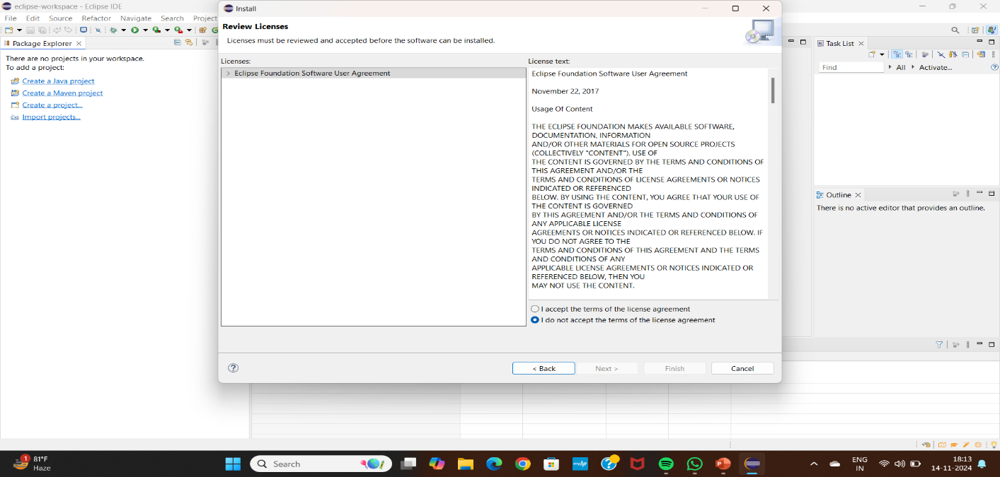 eclipse-workspace - Eclipse IDE
File Edit Source Refactor Navigate Search Project
Package Explorer
There are no projects in your workspace.
To add a project:
Create a Java project
Create a Maven project
Create a project...
Import projects...
Install
Review Licenses
Licenses must be reviewed and accepted before the software can be installed.
Licenses:
Eclipse Foundation Software User Agreement
License text:
Eclipse Foundation Software User Agreement
November 22, 2017
Usage Of Content
THE ECLIPSE FOUNDATION MAKES AVAILABLE SOFTWARE,
DOCUMENTATION, INFORMATION
AND/OR OTHER MATERIALS FOR OPEN SOURCE PROJECTS
(COLLECTIVELY "CONTENT"). USE OF
THE CONTENT IS GOVERNED BY THE TERMS AND CONDITIONS OF
THIS AGREEMENT AND/OR THE
TERMS AND CONDITIONS OF LICENSE AGREEMENTS OR NOTICES
INDICATED OR REFERENCED
BELOW. BY USING THE CONTENT, YOU AGREE THAT YOUR USE OF
THE CONTENT IS GOVERNED
BY THIS AGREEMENT AND/OR THE TERMS AND CONDITIONS OF
ANY APPLICABLE LICENSE
AGREEMENTS OR NOTICES INDICATED OR REFERENCED BELOW. IF
YOU DO NOT AGREE TO THE
TERMS AND CONDITIONS OF THIS AGREEMENT AND THE TERMS
AND CONDITIONS OF ANY
APPLICABLE LICENSE AGREEMENTS OR NOTICES INDICATED OR
REFERENCED BELOW, THEN YOU
MAY NOT USE THE CONTENT.
I accept the terms of the license agreement
I do not accept the terms of the license agreement
< Back Next > Finish Cancel
Task List
Find All Activate...
Outline
There is no active editor that provides an outline.
1
81°F
Haze
Search
myhp
P
ENG
IN
18:13
14-11-2024